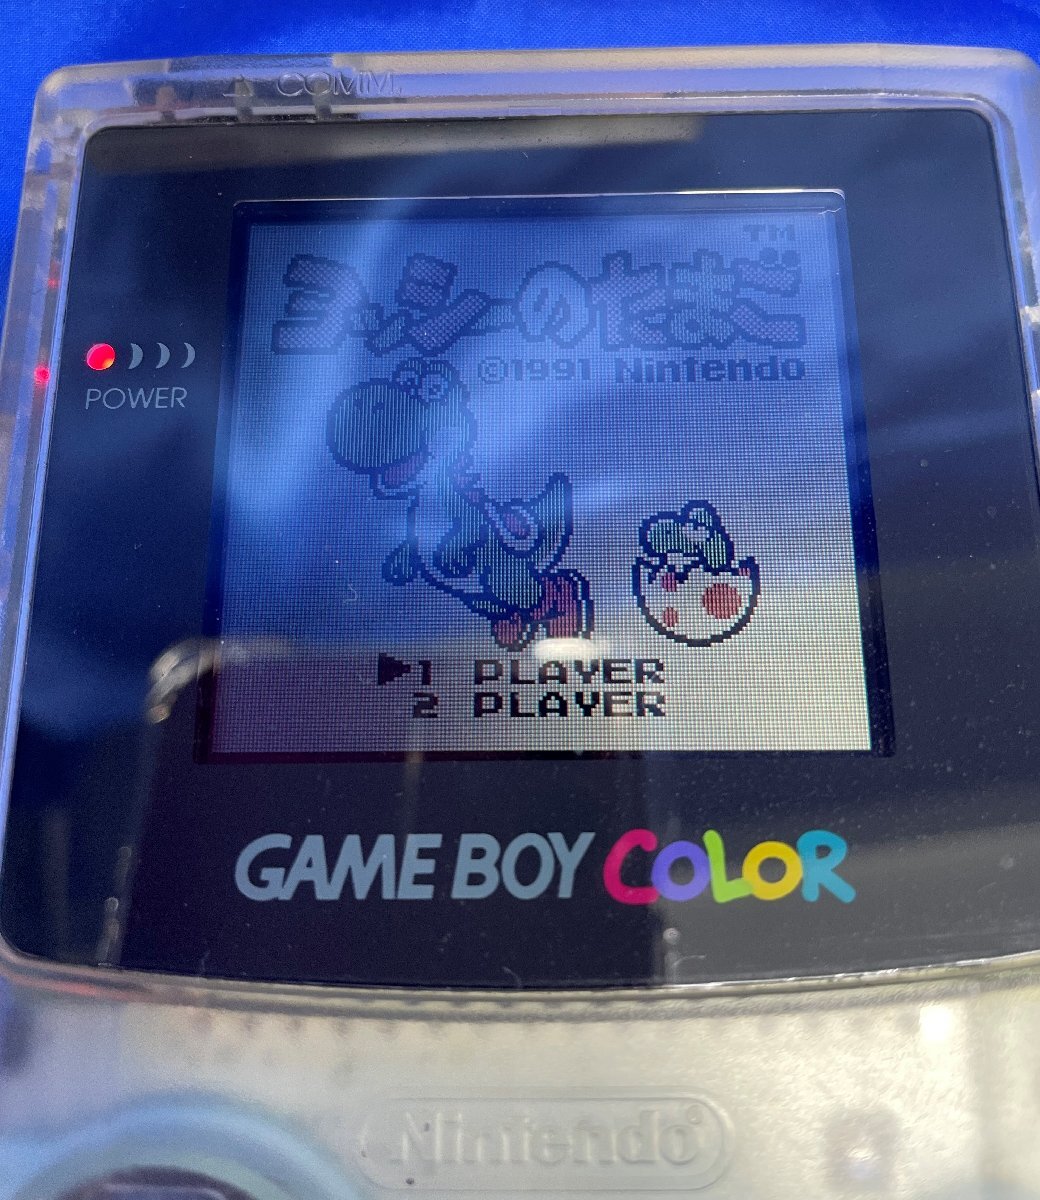 COMM.
TM
ヨッシーのたまご
©1991 Nintendo
POWER
▶1 PLAYER
2 PLAYER
GAME BOY COLOR
Nintendo®